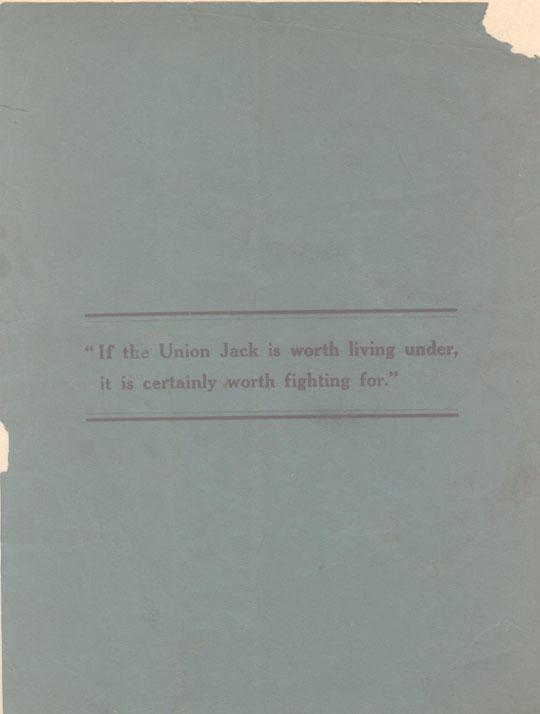 “If the Union Jack is worth living under,
it is certainly worth fighting for.”